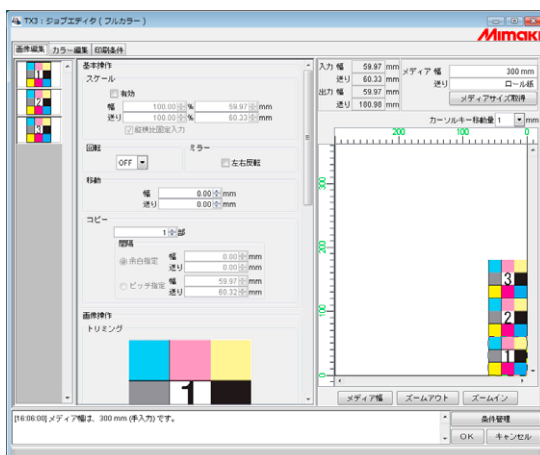 TX3：ジョブエディタ（フルカラー）
Mimaki
画像編集 カラー編集 印刷条件
1
2
3
基本操作
スケール
有効
幅 100.00 % 59.97 mm
送り 100.00 % 60.33 mm
縦横比固定入力
回転
OFF
ミラー
左右反転
移動
幅 0.00 mm
送り 0.00 mm
コピー
1 部
間隔
余白指定 幅 0.00 mm
送り 0.00 mm
ピッチ指定 幅 59.97 mm
送り 60.32 mm
画像操作
トリミング
1
入力 幅 59.97 mm
送り 60.33 mm
出力 幅 59.97 mm
送り 180.98 mm
メディア 幅 300 mm
送り ロール紙
メディアサイズ取得
カーソルキー移動量 1 mm
200 100 0
300
200
100
0
3
2
1
メディア幅 ズームアウト ズームイン
[16:06:00] メディア幅は、300 mm (手入力) です。
条件管理
OK キャンセル